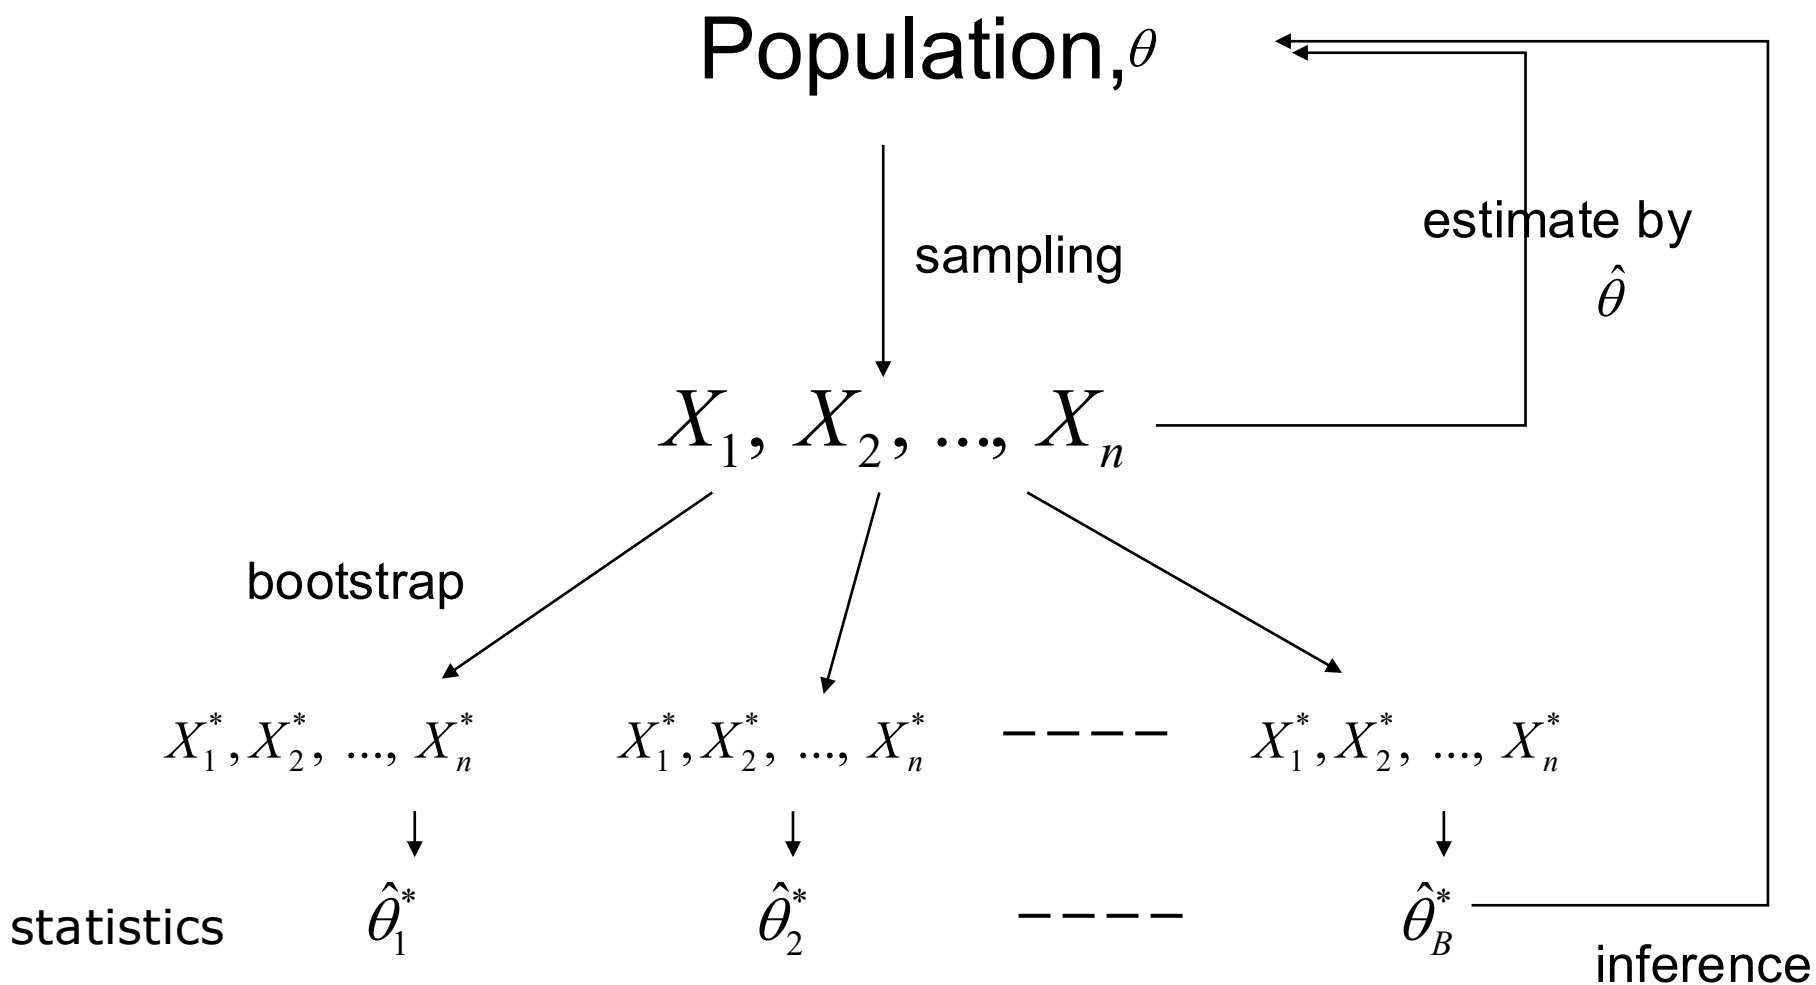 Population, θ
sampling
estimate by
θ̂
X₁, X₂, ..., Xₙ
bootstrap
X₁*, X₂*, ..., Xₙ* X₁*, X₂*, ..., Xₙ* ---- X₁*, X₂*, ..., Xₙ*
statistics θ̂₁* θ̂₂* ---- θ̂_B*
inference